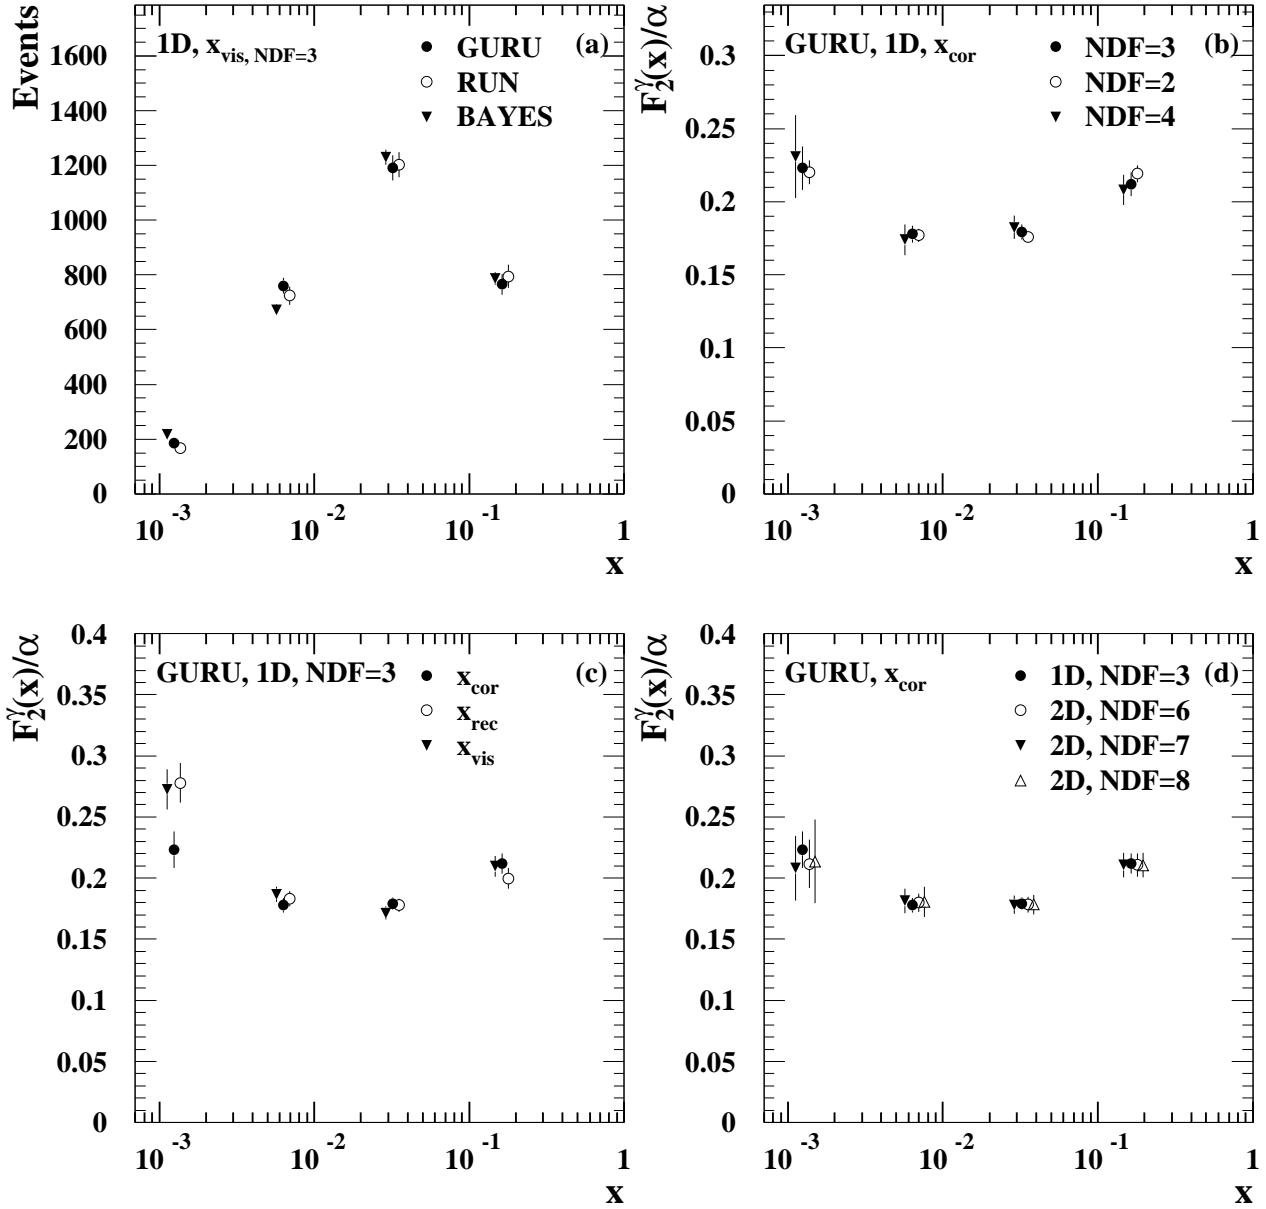 Events
1D, x_vis, NDF=3
(a)
GURU
RUN
BAYES
1600
1400
1200
1000
800
600
400
200
0
10^-3
10^-2
10^-1
1
x
F_2^γ(x)/α
GURU, 1D, x_cor
(b)
NDF=3
NDF=2
NDF=4
0.3
0.25
0.2
0.15
0.1
0.05
0
10^-3
10^-2
10^-1
1
x
F_2^γ(x)/α
GURU, 1D, NDF=3
(c)
x_cor
x_rec
x_vis
0.4
0.35
0.3
0.25
0.2
0.15
0.1
0.05
0
10^-3
10^-2
10^-1
1
x
F_2^γ(x)/α
GURU, x_cor
(d)
1D, NDF=3
2D, NDF=6
2D, NDF=7
2D, NDF=8
0.4
0.35
0.3
0.25
0.2
0.15
0.1
0.05
0
10^-3
10^-2
10^-1
1
x